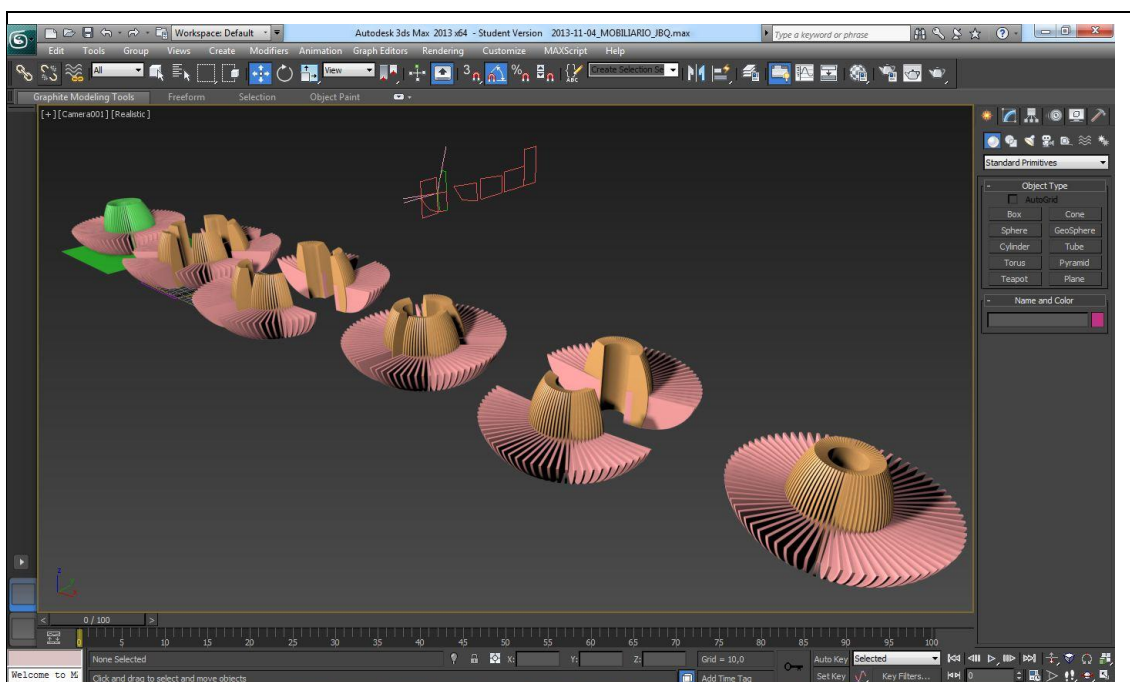 Workspace: Default
Autodesk 3ds Max 2013 x64 - Student Version 2013-11-04_MOBILIARIO_JBQ.max
Type a keyword or phrase
Edit Tools Group Views Create Modifiers Animation Graph Editors Rendering Customize MAXScript Help
All View Create Selection Se
Graphite Modeling Tools Freeform Selection Object Paint
[+] [Camera001] [Realistic]
Standard Primitives
- Object Type
AutoGrid
Box Cone
Sphere GeoSphere
Cylinder Tube
Torus Pyramid
Teapot Plane
- Name and Color
z
< 0 / 100 >
0 5 10 15 20 25 30 35 40 45 50 55 60 65 70 75 80 85 90 95 100
None Selected X: Y: Z: Grid = 10,0 Auto Key Selected
Welcome to M Click and drag to select and move objects Add Time Tag Set Key Key Filters... 0